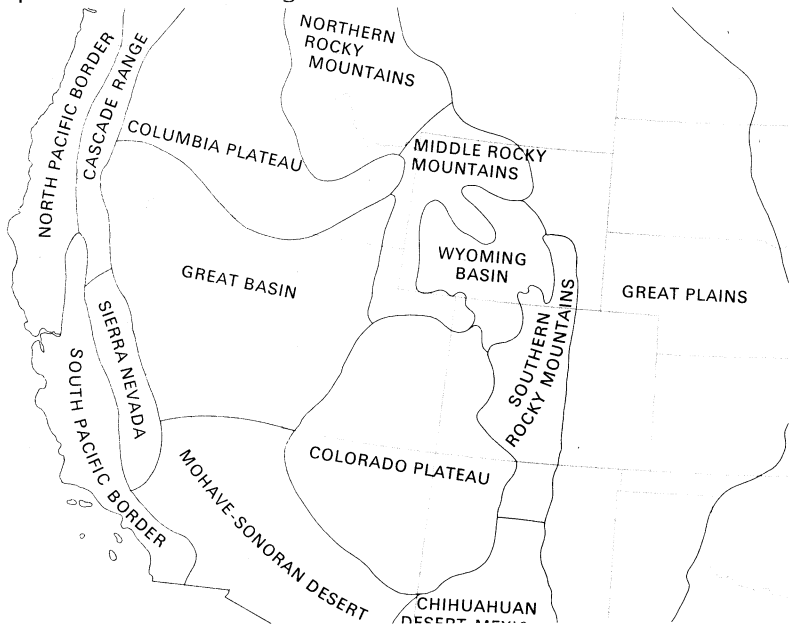 NORTHERN
ROCKY
MOUNTAINS
NORTH PACIFIC BORDER
CASCADE RANGE
COLUMBIA PLATEAU
MIDDLE ROCKY
MOUNTAINS
WYOMING
BASIN
GREAT BASIN
GREAT PLAINS
SIERRA NEVADA
SOUTHERN
ROCKY MOUNTAINS
SOUTH PACIFIC BORDER
COLORADO PLATEAU
MOHAVE-SONORAN DESERT
CHIHUAHUAN